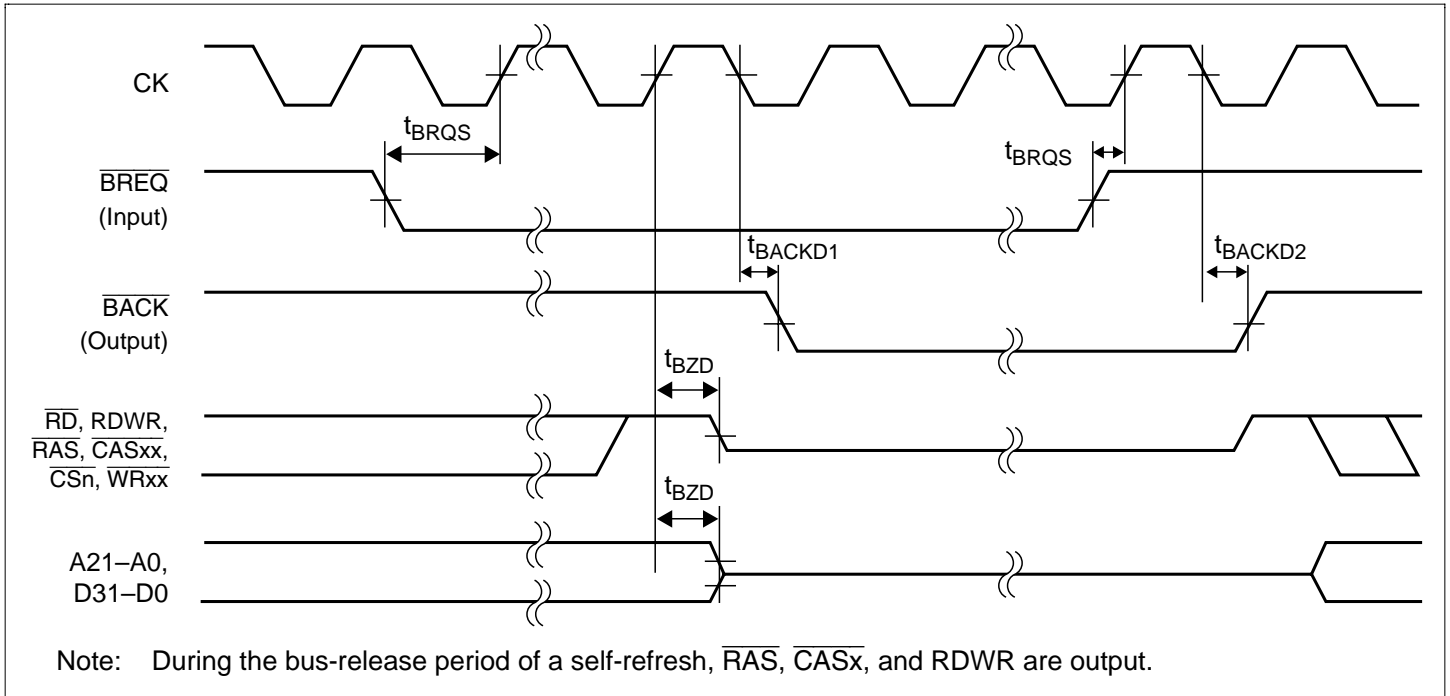 CK
tBRQS
tBRQS
BREQ
(Input)
tBACKD1
tBACKD2
BACK
(Output)
tBZD
RD, RDWR,
RAS, CASxx,
CSn, WRxx
tBZD
A21–A0,
D31–D0
Note: During the bus-release period of a self-refresh, RAS, CASx, and RDWR are output.